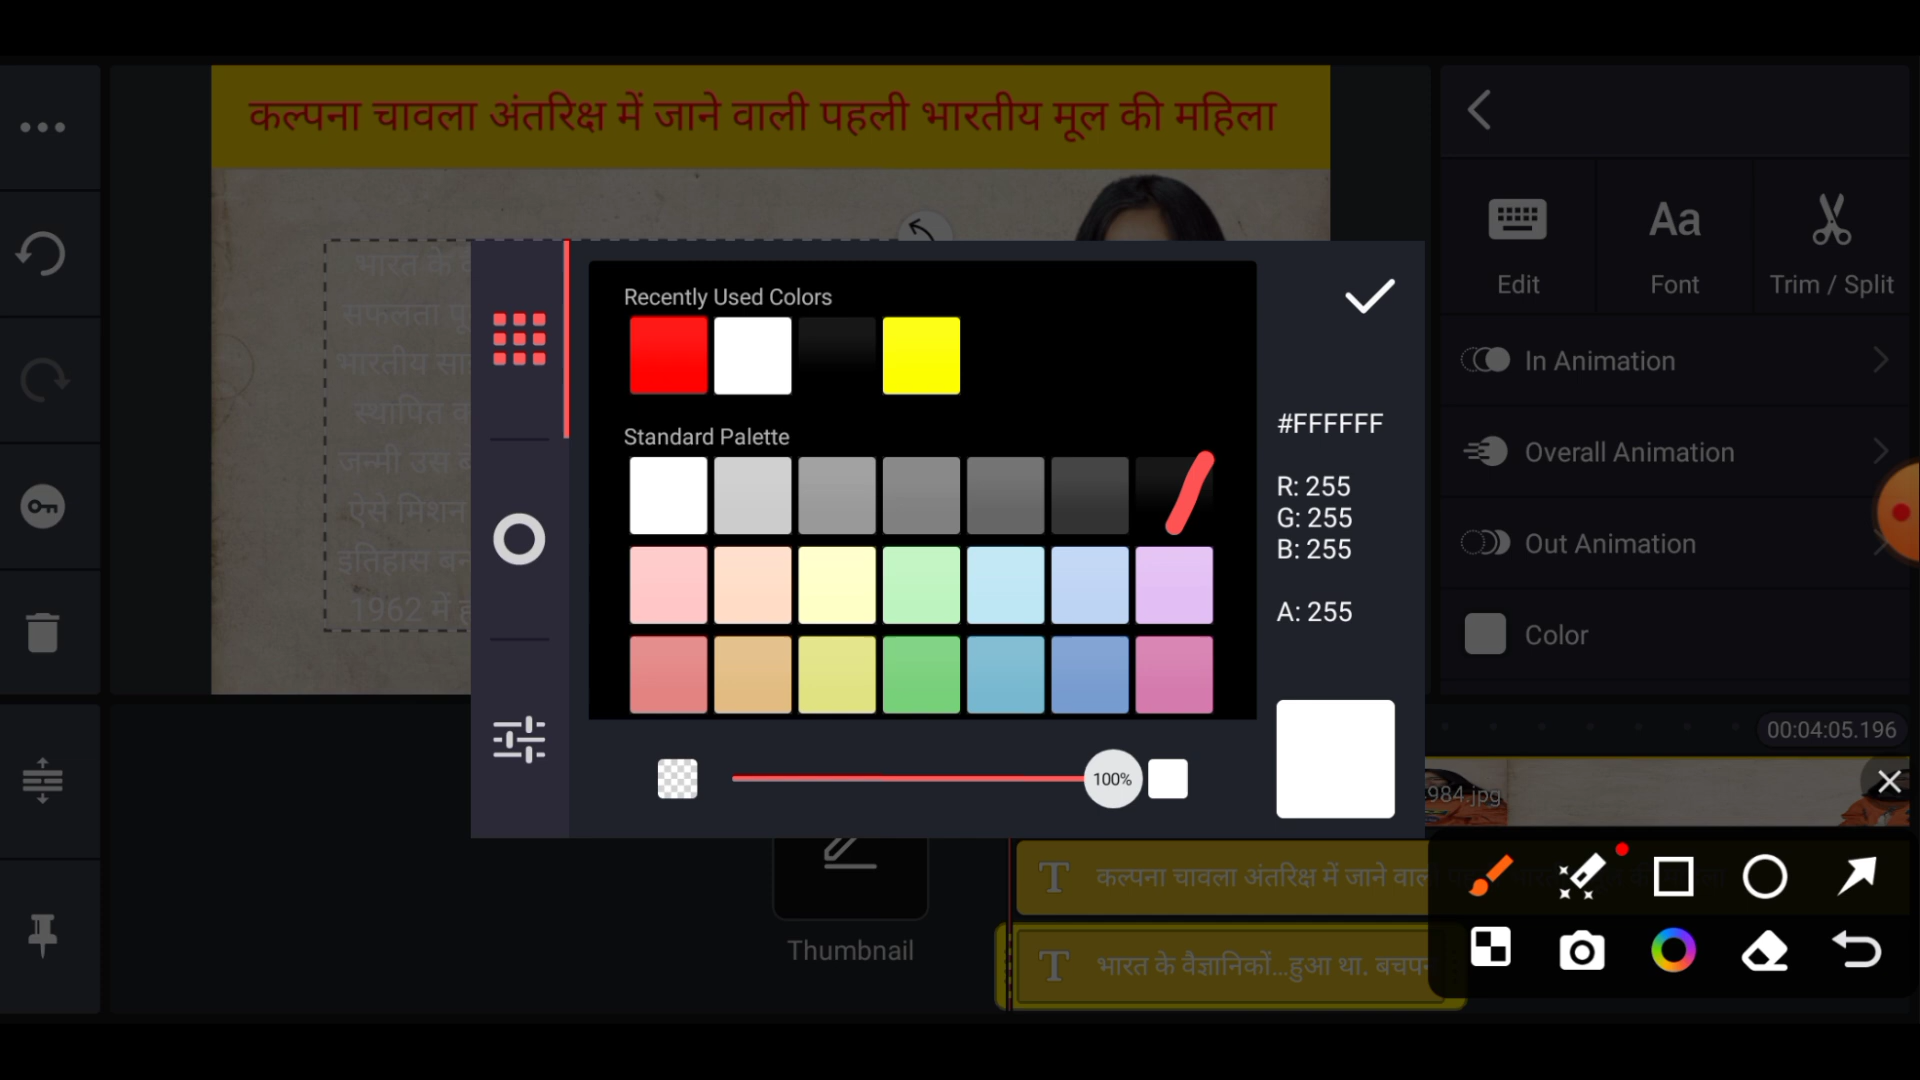 कल्पना चावला अंतरिक्ष में जाने वाली पहली भारतीय मूल की महिला
भारत के
सफलता
भारतीय
स्थापित
जन्मी उस
ऐसे मिशन
इतिहास
1962 में
Recently Used Colors
Standard Palette
#FFFFFF
R: 255
G: 255
B: 255
A: 255
100%
Edit
Aa
Font
Trim / Split
In Animation
Overall Animation
Out Animation
Color
00:04:05.196
984.jpg
Thumbnail
T कल्पना चावला अंतरिक्ष में जाने
T भारत के वैज्ञानिकों...हुआ था. बचपन